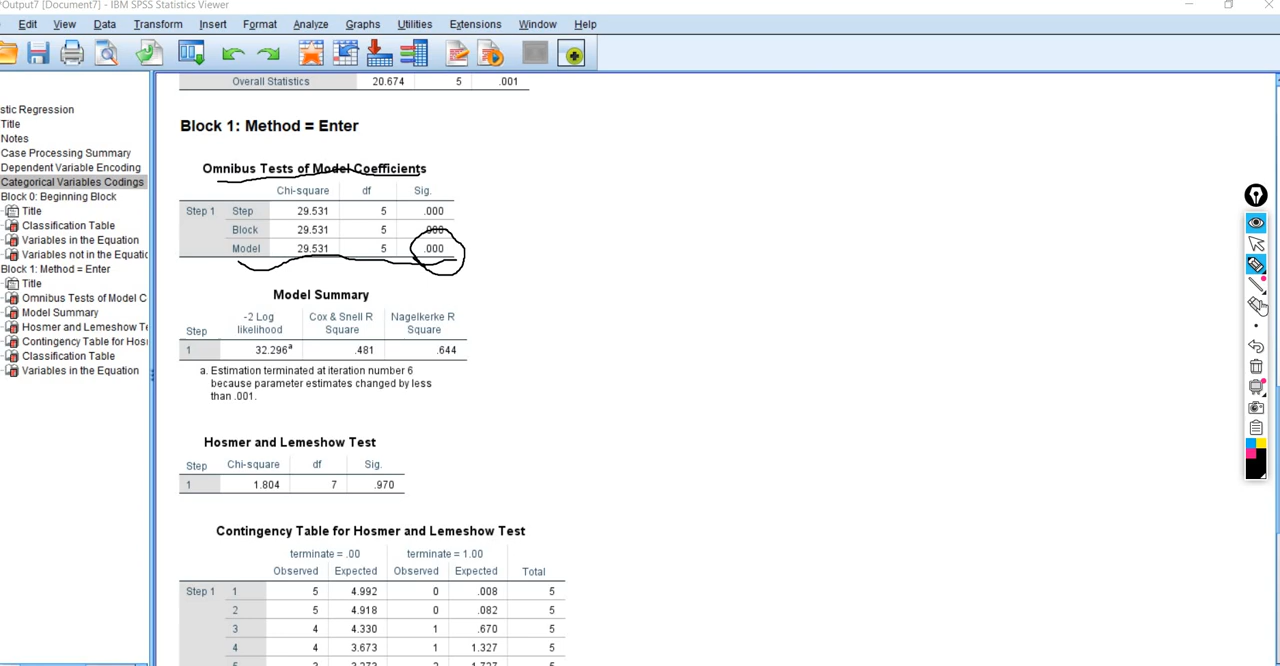 *Output7 [Document7] - IBM SPSS Statistics Viewer
Edit View Data Transform Insert Format Analyze Graphs Utilities Extensions Window Help
stic Regression
Title
Notes
Case Processing Summary
Dependent Variable Encoding
Categorical Variables Codings
Block 0: Beginning Block
Title
Classification Table
Variables in the Equation
Variables not in the Equatic
Block 1: Method = Enter
Title
Omnibus Tests of Model C
Model Summary
Hosmer and Lemeshow Te
Contingency Table for Hos
Classification Table
Variables in the Equation
Overall Statistics 20.674 5 .001
Block 1: Method = Enter
Omnibus Tests of Model Coefficients
Chi-square df Sig.
Step 1 Step 29.531 5 .000
Block 29.531 5 .000
Model 29.531 5 .000
Model Summary
Step -2 Log likelihood Cox & Snell R Square Nagelkerke R Square
1 32.296a .481 .644
a. Estimation terminated at iteration number 6
because parameter estimates changed by less
than .001.
Hosmer and Lemeshow Test
Step Chi-square df Sig.
1 1.804 7 .970
Contingency Table for Hosmer and Lemeshow Test
terminate = .00 terminate = 1.00
Observed Expected Observed Expected Total
Step 1 1 5 4.992 0 .008 5
2 5 4.918 0 .082 5
3 4 4.330 1 .670 5
4 4 3.673 1 1.327 5